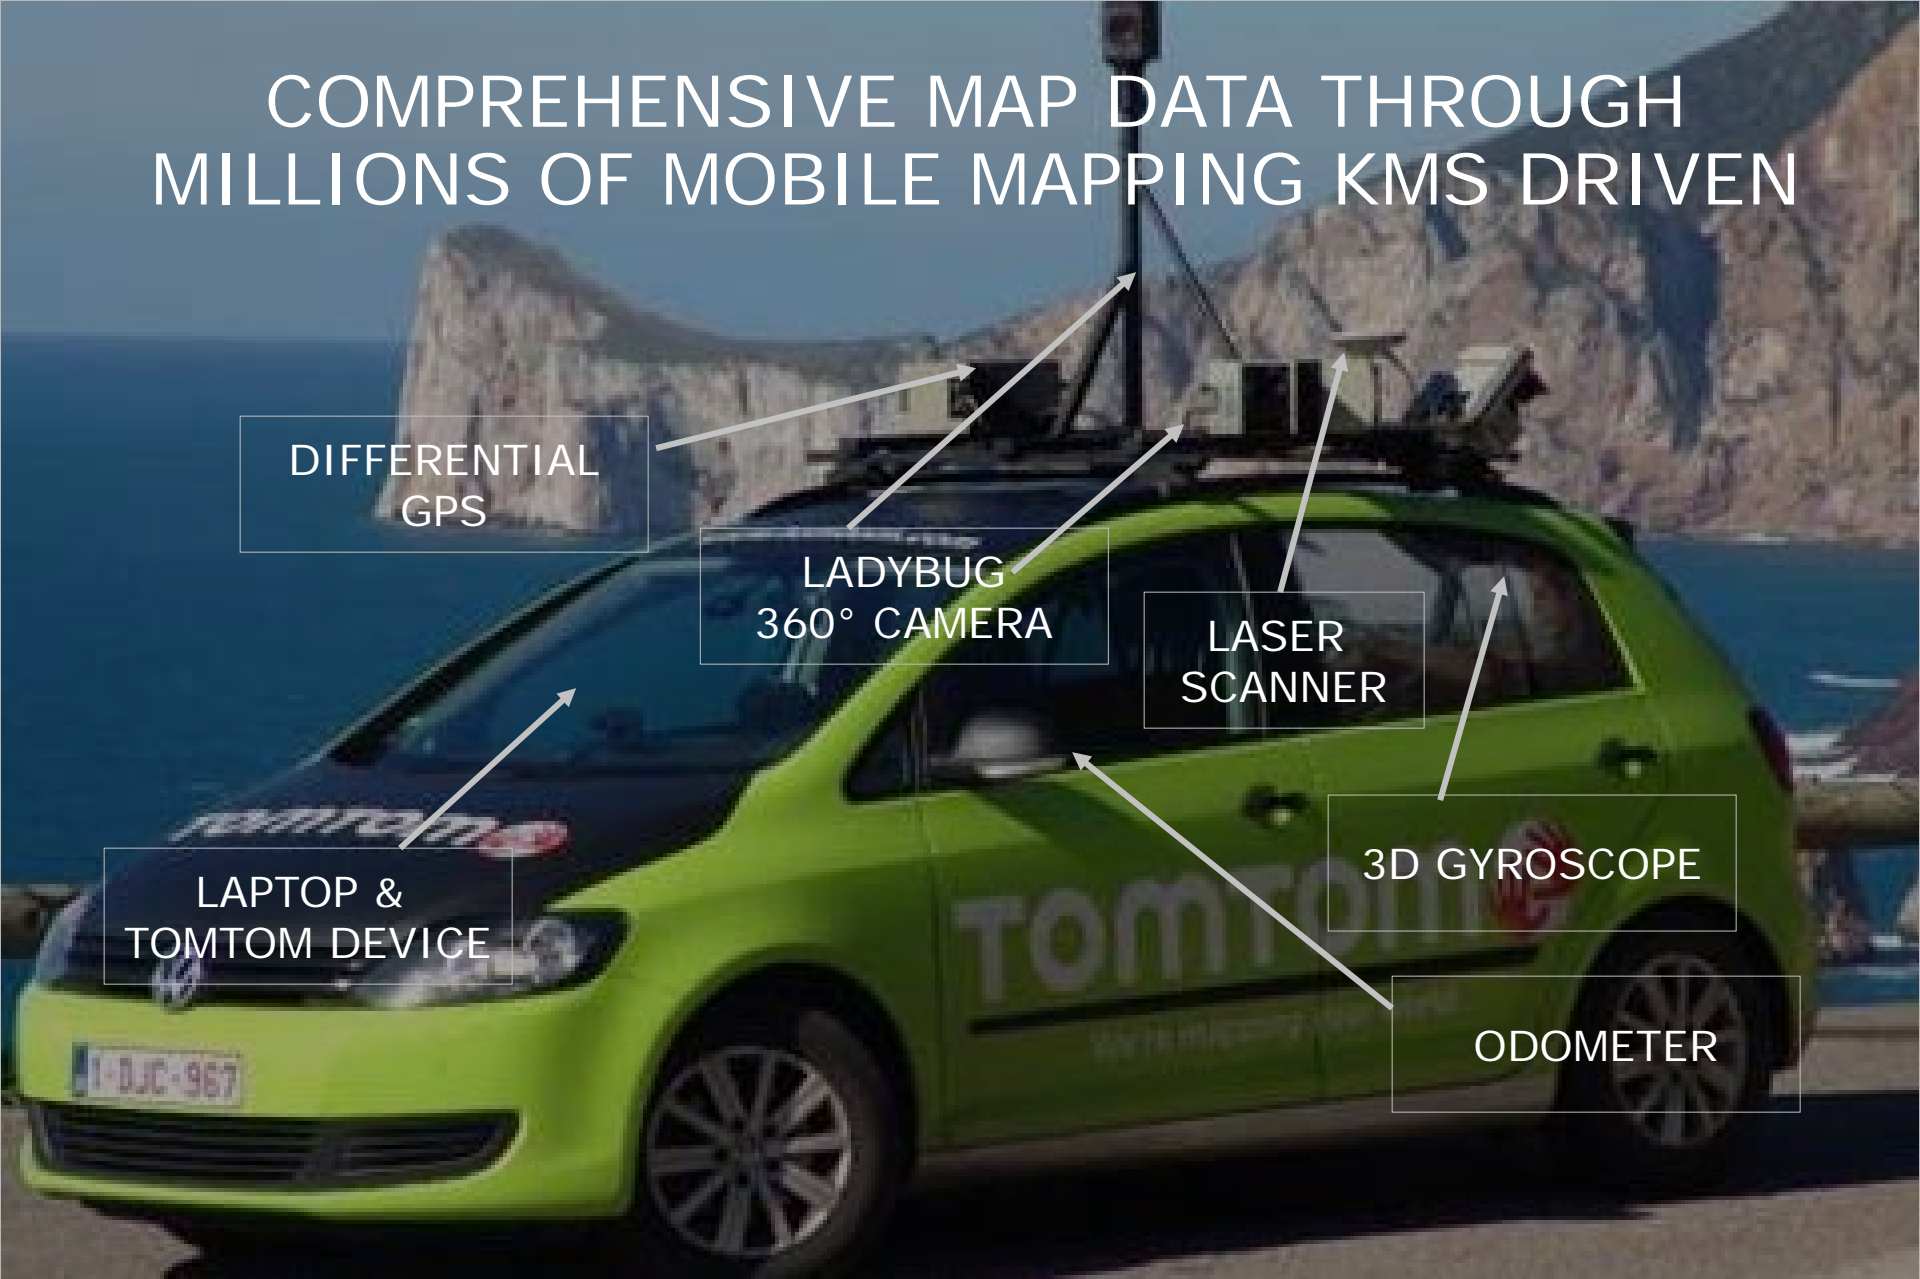 COMPREHENSIVE MAP DATA THROUGH
MILLIONS OF MOBILE MAPPING KMS DRIVEN
DIFFERENTIAL
GPS
LADYBUG
360° CAMERA
LASER
SCANNER
3D GYROSCOPE
LAPTOP &
TOMTOM DEVICE
ODOMETER
TOMTOM
TOMTOM
1-DJC-967